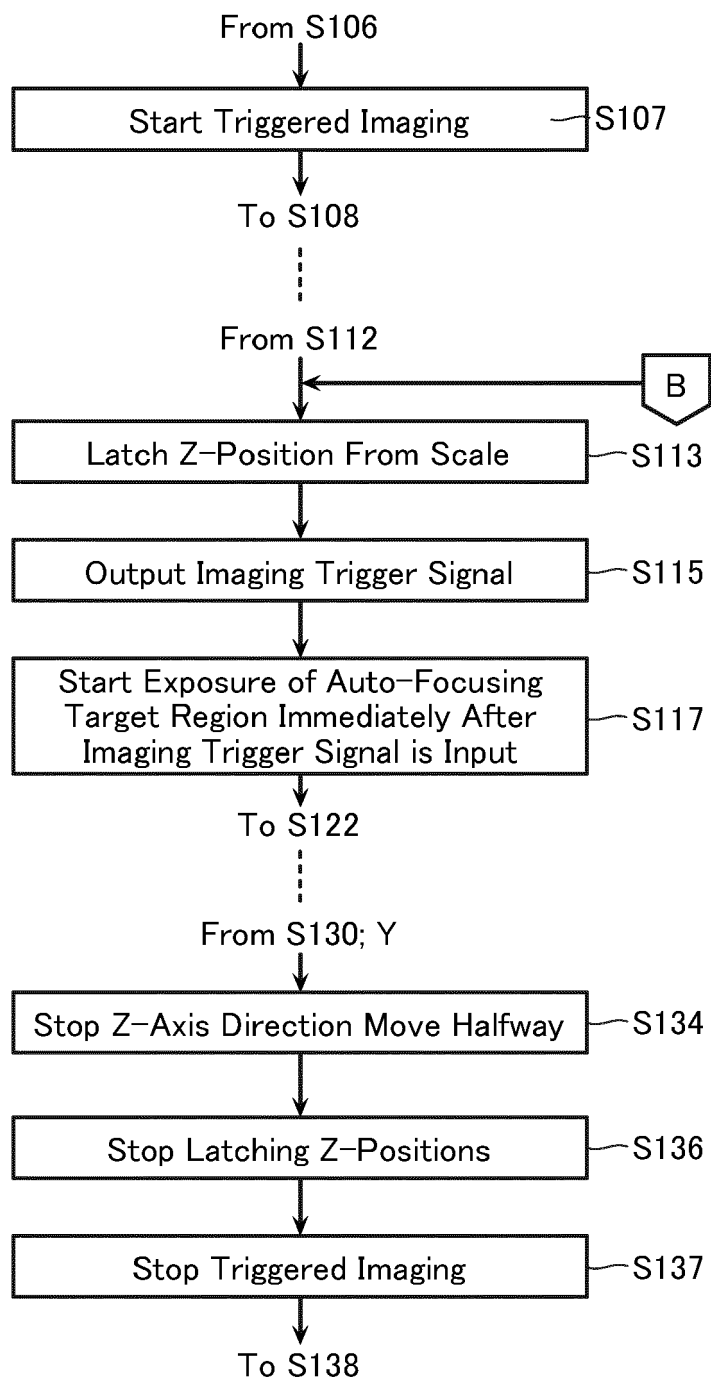 From S106
Start Triggered Imaging
S107
To S108
From S112
B
Latch Z-Position From Scale
S113
Output Imaging Trigger Signal
S115
Start Exposure of Auto-Focusing
Target Region Immediately After
Imaging Trigger Signal is Input
S117
To S122
From S130; Y
Stop Z-Axis Direction Move Halfway
S134
Stop Latching Z-Positions
S136
Stop Triggered Imaging
S137
To S138